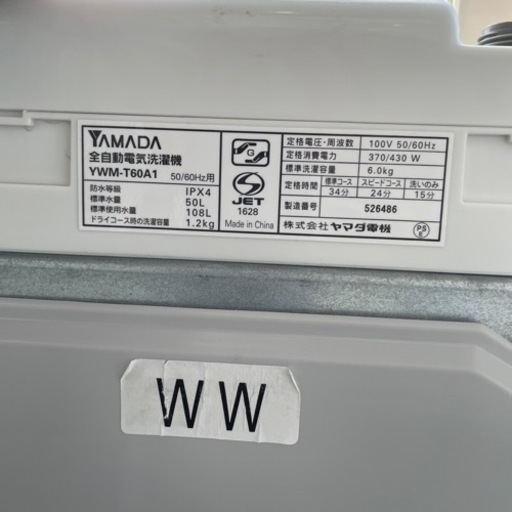 YAMADA
全自動電気洗濯機
YWM-T60A1 50/60Hz用
防水等級 IPX4
標準水量 50L
標準使用水量 108L
ドライコース時の洗濯容量 1.2kg
JET
1628
Made in China
定格電圧・周波数 100V 50/60Hz
定格消費電力 370/430 W
標準洗濯容量 6.0kg
定格時間 標準コース スピードコース 洗いのみ
34分 24分 15分
製造番号 526486
株式会社 ヤマダ電機
PS
E
WW